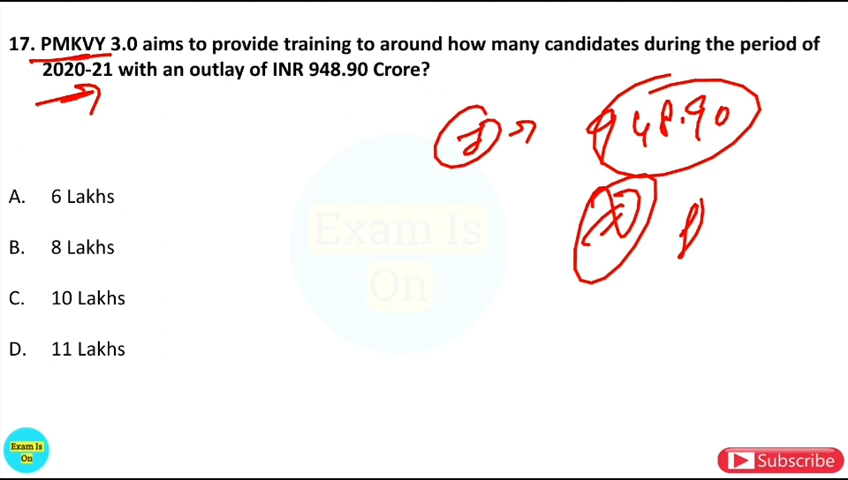 17. PMKVY 3.0 aims to provide training to around how many candidates during the period of
2020-21 with an outlay of INR 948.90 Crore?
948.90
A. 6 Lakhs
B. 8 Lakhs
C. 10 Lakhs
D. 11 Lakhs
Exam Is
On
Exam Is
On
Subscribe